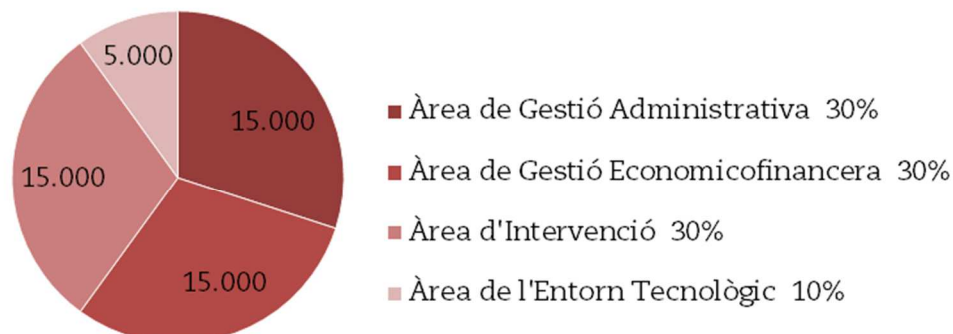 5.000
15.000
15.000
15.000
Àrea de Gestió Administrativa 30%
Àrea de Gestió Economicofinancera 30%
Àrea d'Intervenció 30%
Àrea de l'Entorn Tecnològic 10%